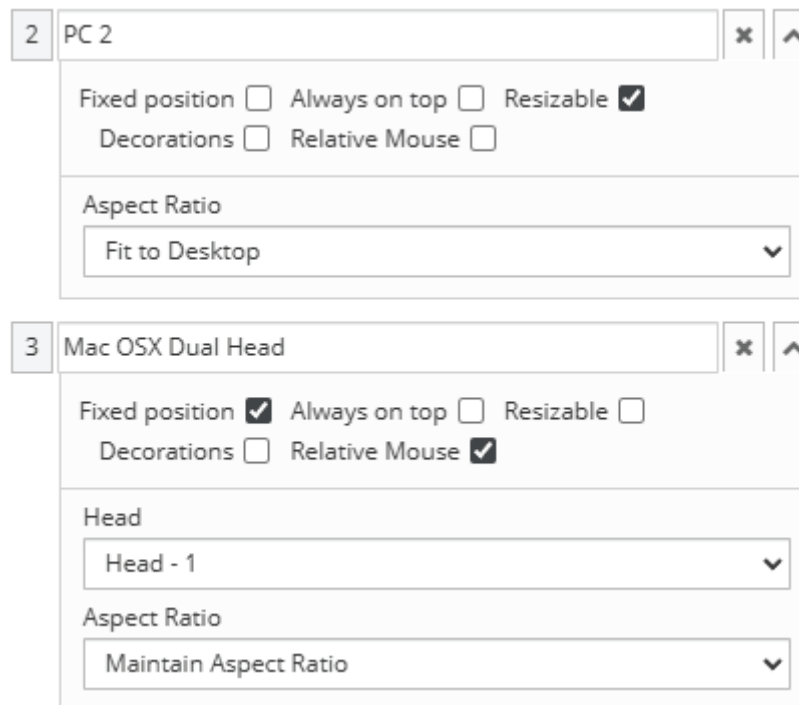 2 PC 2
Fixed position Always on top Resizable
Decorations Relative Mouse
Aspect Ratio
Fit to Desktop
3 Mac OSX Dual Head
Fixed position Always on top Resizable
Decorations Relative Mouse
Head
Head - 1
Aspect Ratio
Maintain Aspect Ratio